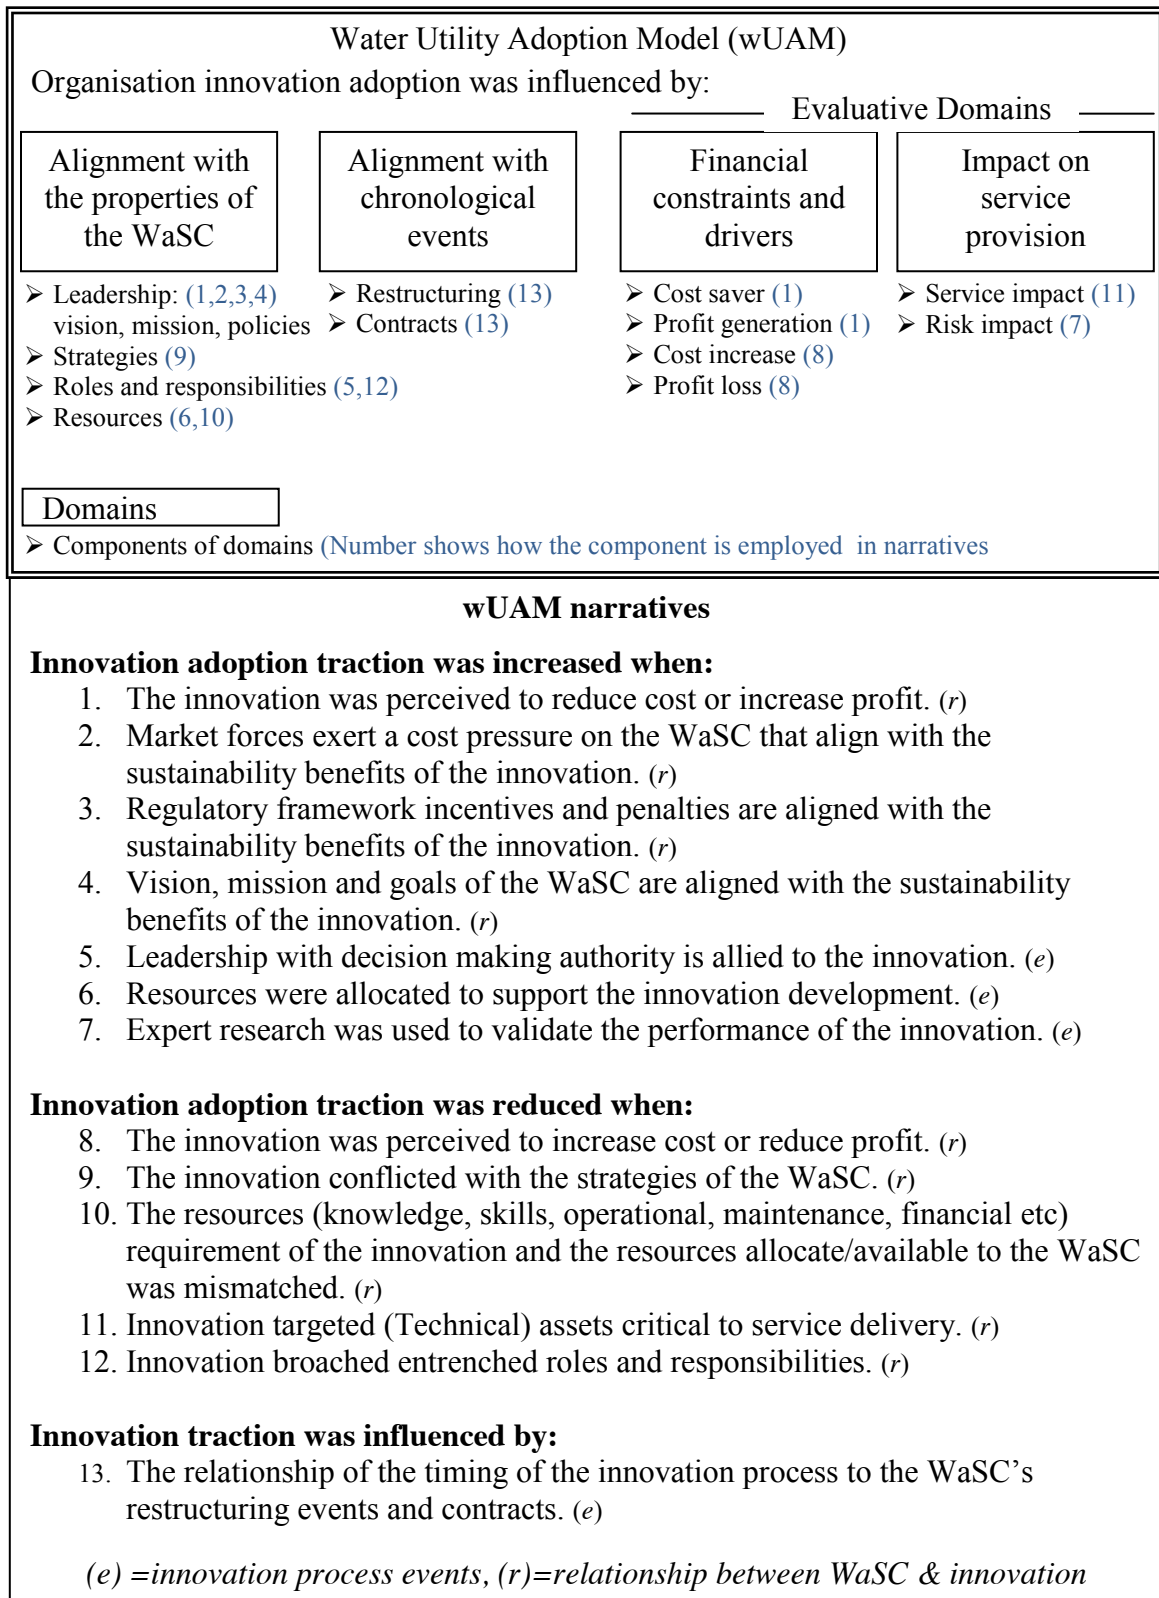 Water Utility Adoption Model (wUAM)
Organisation innovation adoption was influenced by:
Evaluative Domains
Alignment with
the properties of
the WaSC
➢ Leadership: (1,2,3,4)
vision, mission, policies
➢ Strategies (9)
➢ Roles and responsibilities (5,12)
➢ Resources (6,10)
Alignment with
chronological
events
➢ Restructuring (13)
➢ Contracts (13)
Financial
constraints and
drivers
➢ Cost saver (1)
➢ Profit generation (1)
➢ Cost increase (8)
➢ Profit loss (8)
Impact on
service
provision
➢ Service impact (11)
➢ Risk impact (7)
Domains
➢ Components of domains (Number shows how the component is employed in narratives
wUAM narratives
Innovation adoption traction was increased when:
1. The innovation was perceived to reduce cost or increase profit. (r)
2. Market forces exert a cost pressure on the WaSC that align with the
sustainability benefits of the innovation. (r)
3. Regulatory framework incentives and penalties are aligned with the
sustainability benefits of the innovation. (r)
4. Vision, mission and goals of the WaSC are aligned with the sustainability
benefits of the innovation. (r)
5. Leadership with decision making authority is allied to the innovation. (e)
6. Resources were allocated to support the innovation development. (e)
7. Expert research was used to validate the performance of the innovation. (e)
Innovation adoption traction was reduced when:
8. The innovation was perceived to increase cost or reduce profit. (r)
9. The innovation conflicted with the strategies of the WaSC. (r)
10. The resources (knowledge, skills, operational, maintenance, financial etc)
requirement of the innovation and the resources allocate/available to the WaSC
was mismatched. (r)
11. Innovation targeted (Technical) assets critical to service delivery. (r)
12. Innovation broached entrenched roles and responsibilities. (r)
Innovation traction was influenced by:
13. The relationship of the timing of the innovation process to the WaSC's
restructuring events and contracts. (e)
(e) =innovation process events, (r)=relationship between WaSC & innovation